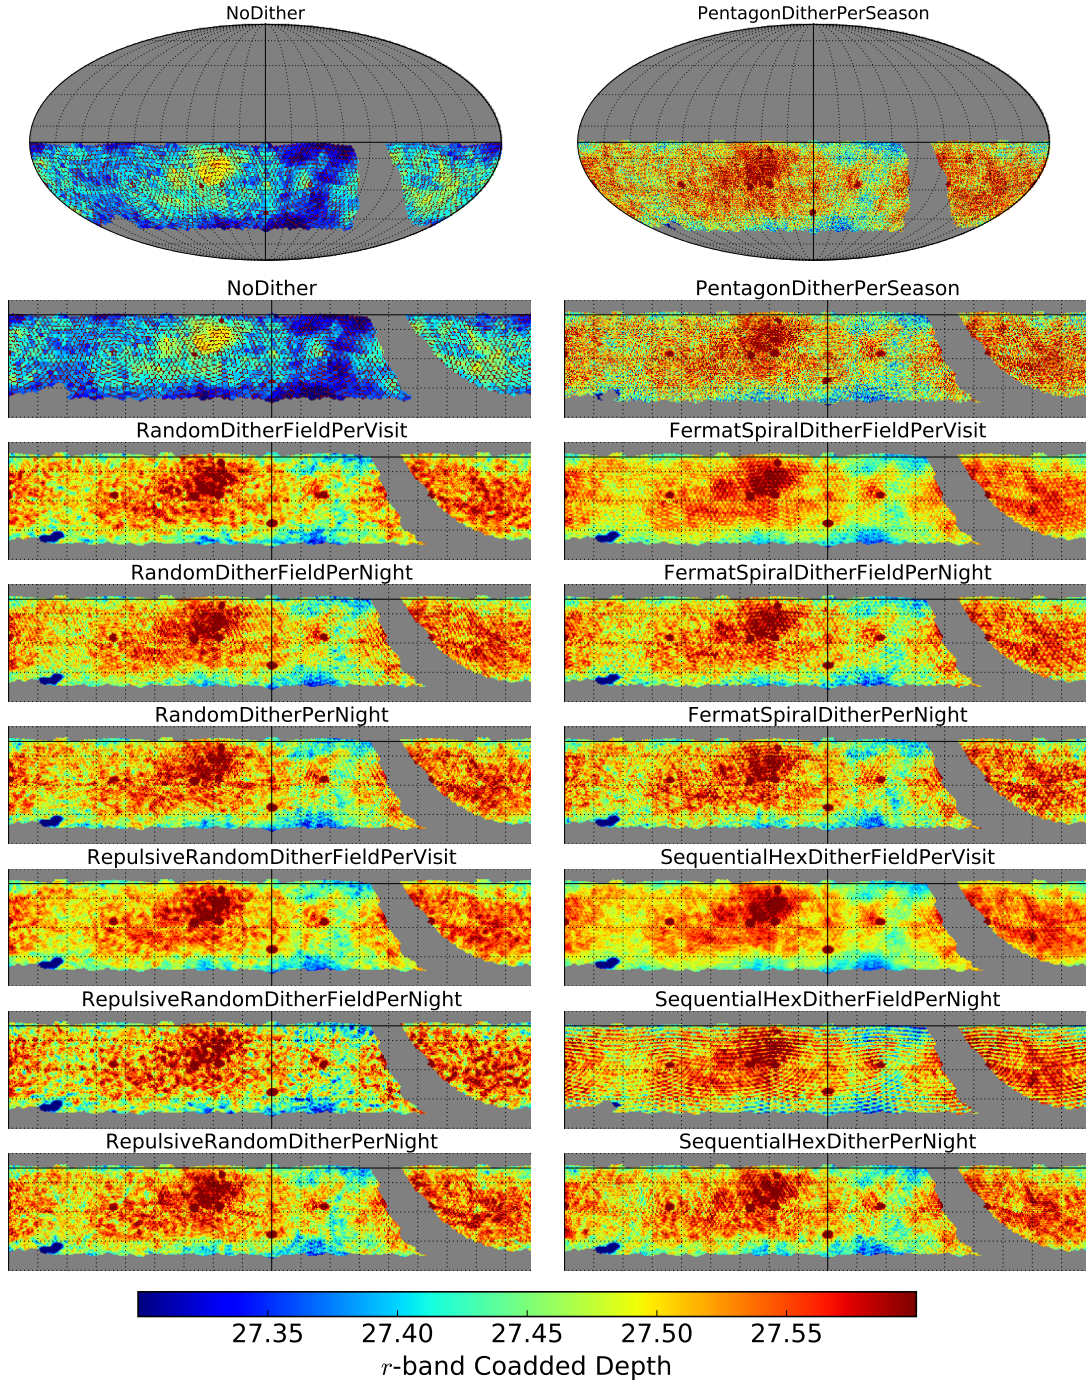 NoDither
PentagonDitherPerSeason
NoDither
PentagonDitherPerSeason
RandomDitherFieldPerVisit
FermatSpiralDitherFieldPerVisit
RandomDitherFieldPerNight
FermatSpiralDitherFieldPerNight
RandomDitherPerNight
FermatSpiralDitherPerNight
RepulsiveRandomDitherFieldPerVisit
SequentialHexDitherFieldPerVisit
RepulsiveRandomDitherFieldPerNight
SequentialHexDitherFieldPerNight
RepulsiveRandomDitherPerNight
SequentialHexDitherPerNight
27.35 27.40 27.45 27.50 27.55
r-band Coadded Depth